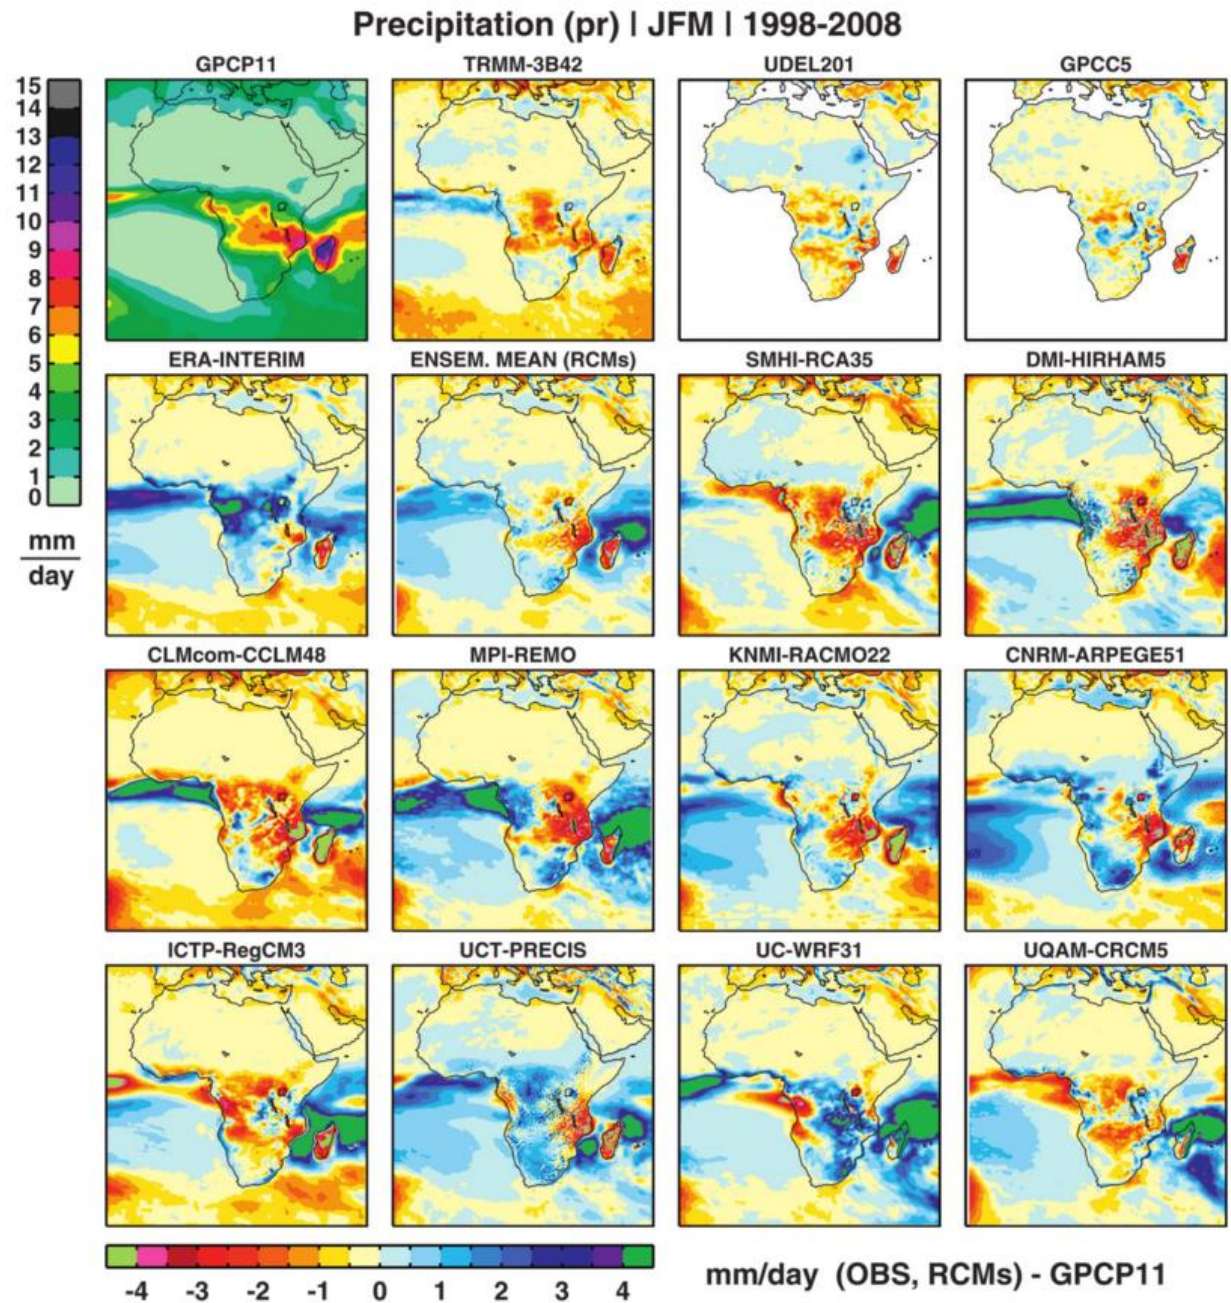 Precipitation (pr) | JFM | 1998-2008
GPCP11 TRMM-3B42 UDEL201 GPCC5
15
14
13
12
11
10
9
8
7
6
5
4
3
2
1
0
mm
day
ERA-INTERIM ENSEM. MEAN (RCMs) SMHI-RCA35 DMI-HIRHAM5
CLMcom-CCLM48 MPI-REMO KNMI-RACMO22 CNRM-ARPEGE51
ICTP-RegCM3 UCT-PRECIS UC-WRF31 UQAM-CRCM5
-4 -3 -2 -1 0 1 2 3 4
mm/day (OBS, RCMs) - GPCP11